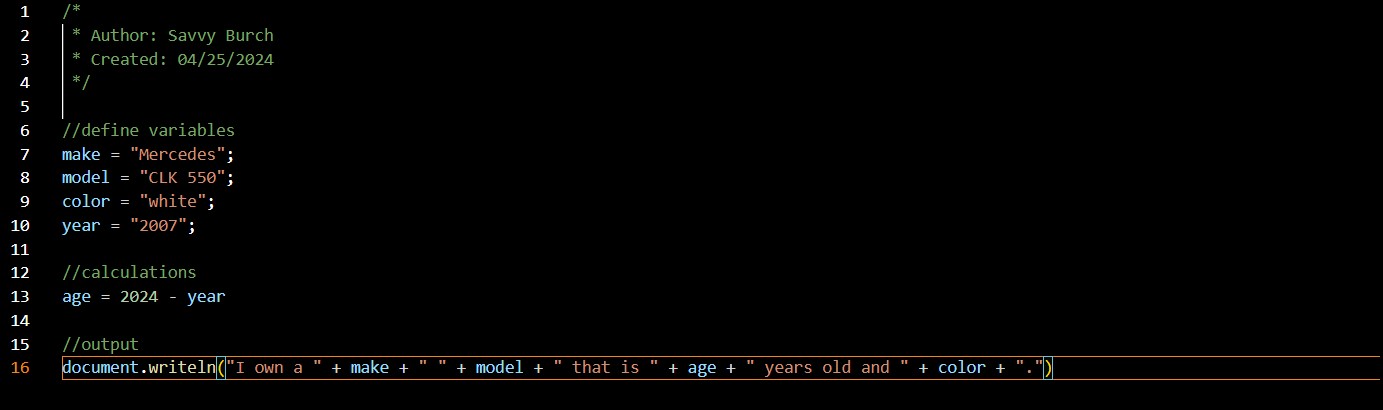 1 /*
2 * Author: Savvy Burch
3 * Created: 04/25/2024
4 */
5
6 //define variables
7 make = "Mercedes";
8 model = "CLK 550";
9 color = "white";
10 year = "2007";
11
12 //calculations
13 age = 2024 - year
14
15 //output
16 document.writeln("I own a " + make + " " + model + " that is " + age + " years old and " + color + ".")